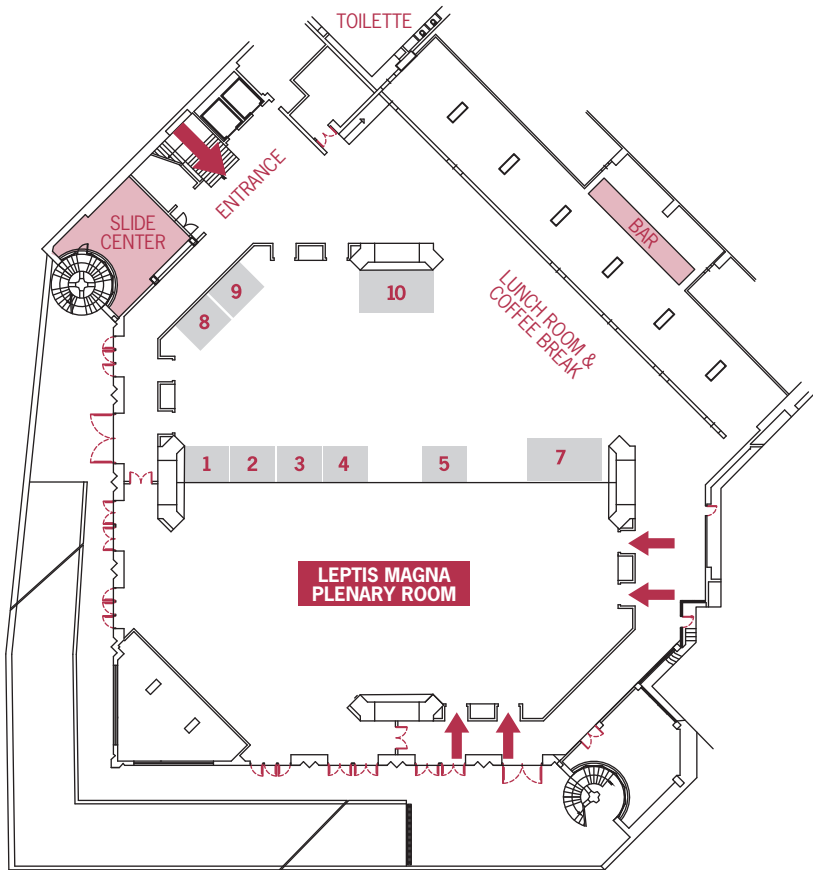 TOILETTE
ENTRANCE
SLIDE
CENTER
BAR
LUNCH ROOM &
COFFEE BREAK
9
8
10
1
2
3
4
5
7
LEPTIS MAGNA
PLENARY ROOM